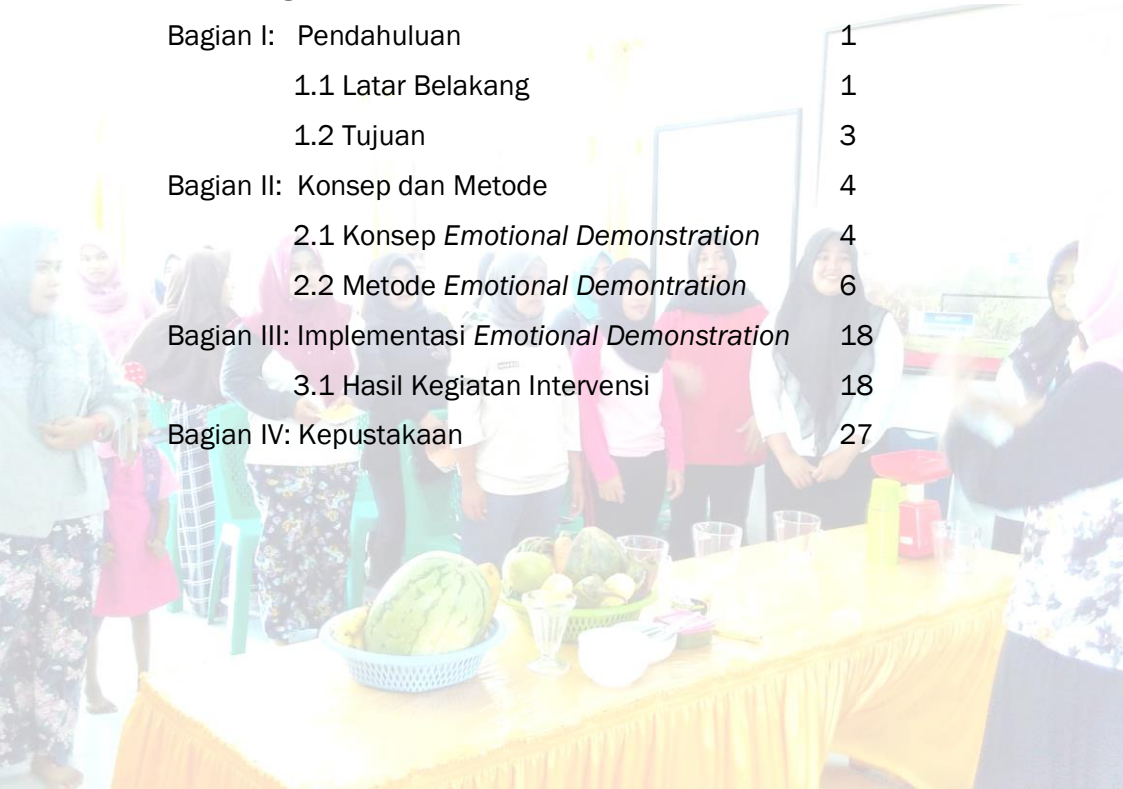 Bagian I: Pendahuluan 1
1.1 Latar Belakang 1
1.2 Tujuan 3
Bagian II: Konsep dan Metode 4
2.1 Konsep Emotional Demonstration 4
2.2 Metode Emotional Demontration 6
Bagian III: Implementasi Emotional Demonstration 18
3.1 Hasil Kegiatan Intervensi 18
Bagian IV: Kepustakaan 27